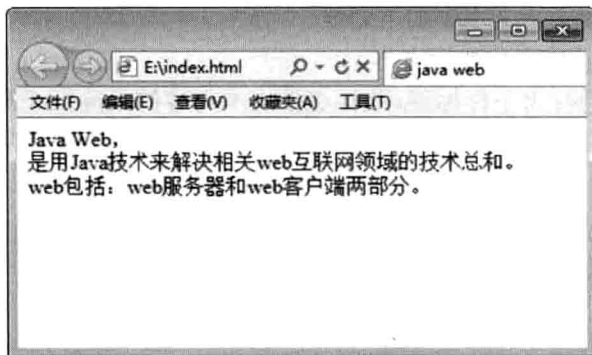 E:\index.html
java web
文件(F) 编辑(E) 查看(V) 收藏夹(A) 工具(T)
Java Web，
是用Java技术来解决相关web互联网领域的技术总和。
web包括：web服务器和web客户端两部分。